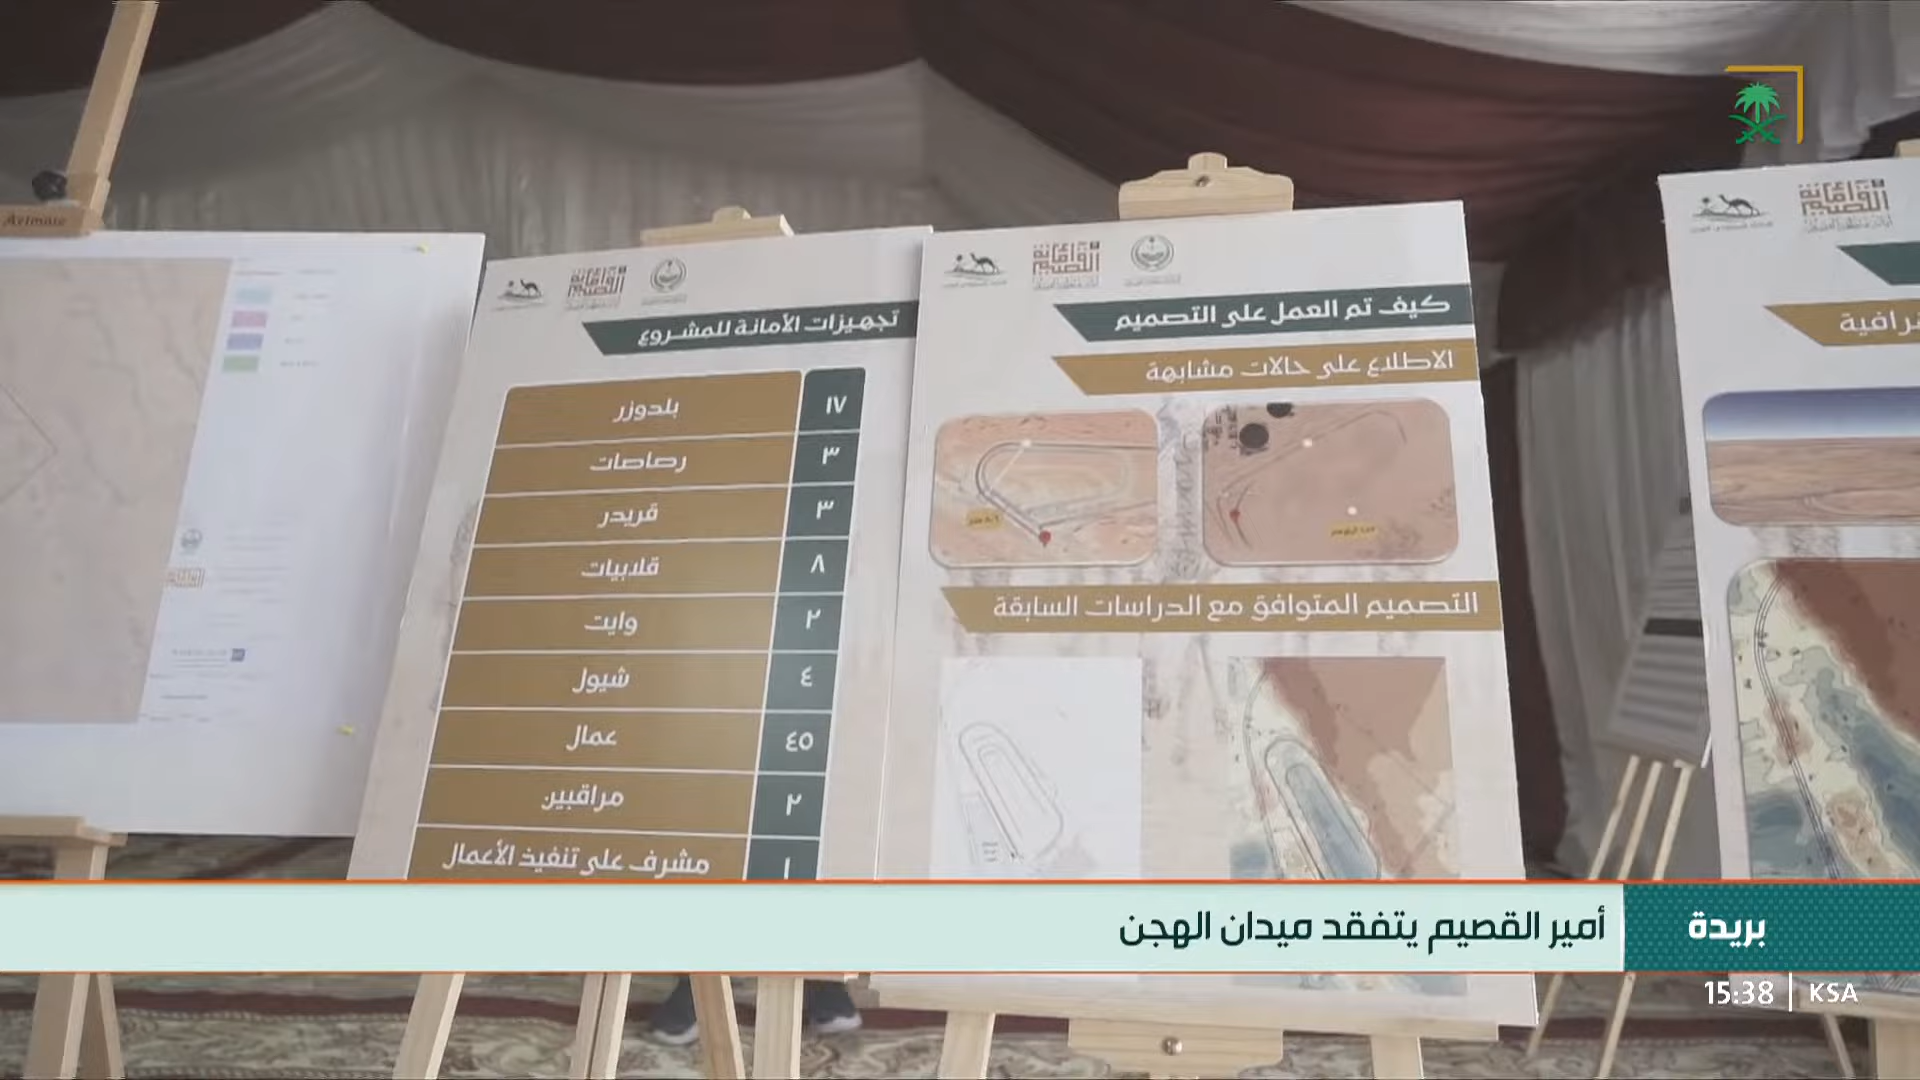 تجهيزات الأمانة للمشروع
١٧ بلدوزر
٣ رصاصات
٣ قريدر
٨ قلابيات
٢ وايت
٤ شيول
٤٥ عمال
٢ مراقبين
١ مشرف على تنفيذ الأعمال
كيف تم العمل على التصميم
الاطلاع على حالات مشابهة
التصميم المتوافق مع الدراسات السابقة
أمانة القصيم
بريدة
أمير القصيم يتفقد ميدان الهجن
15:38 KSA